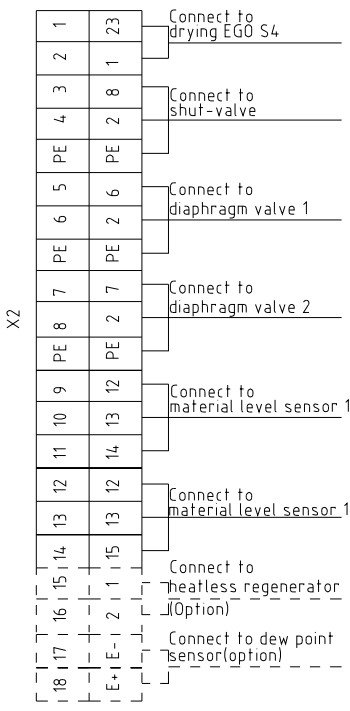 1 23
Connect to
drying EGO S4
2 1
3 8
Connect to
shut-valve
4 2
PE PE
5 6
Connect to
diaphragm valve 1
6 2
PE PE
7 7
Connect to
diaphragm valve 2
X2
8 2
PE PE
9 12
Connect to
material level sensor 1
10 13
11 14
12 12
Connect to
material level sensor 1
13 13
14 15
Connect to
15 1
heatless regenerator
16 2
(Option)
Connect to dew point
17 E-
sensor(option)
18 E+